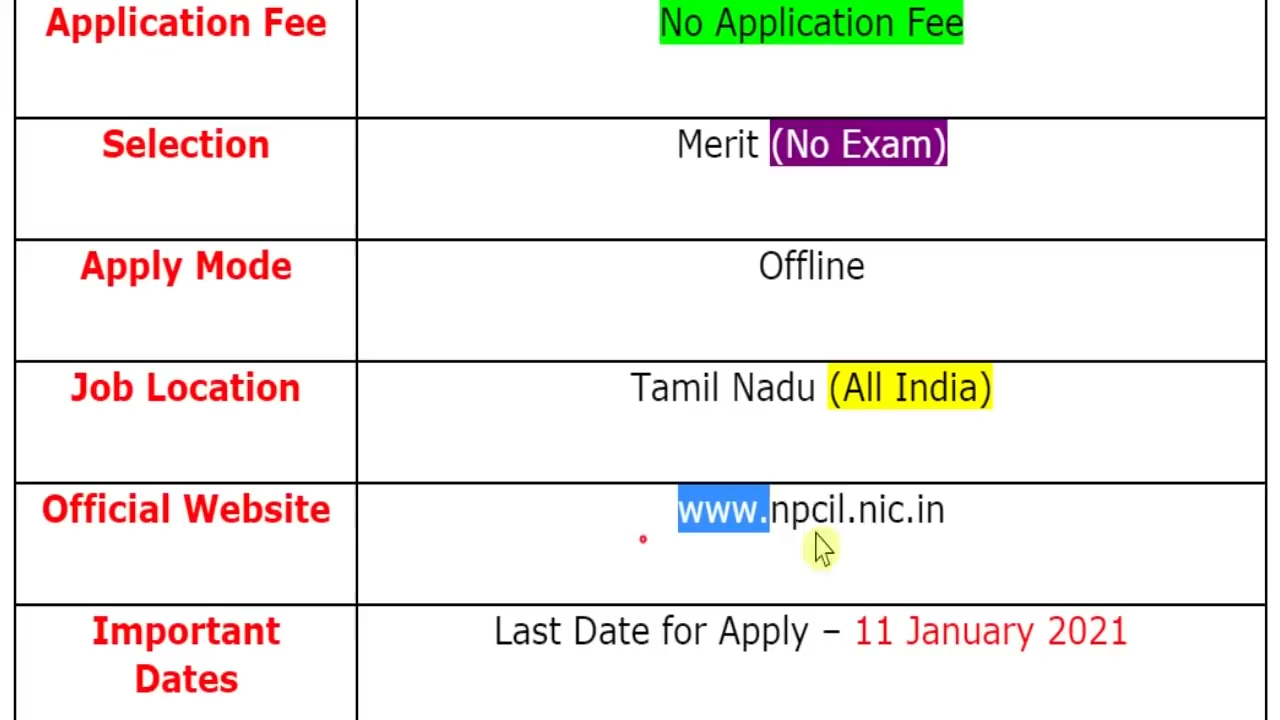 Application Fee
No Application Fee
Selection
Merit (No Exam)
Apply Mode
Offline
Job Location
Tamil Nadu (All India)
Official Website
www.npcil.nic.in
Important
Dates
Last Date for Apply – 11 January 2021